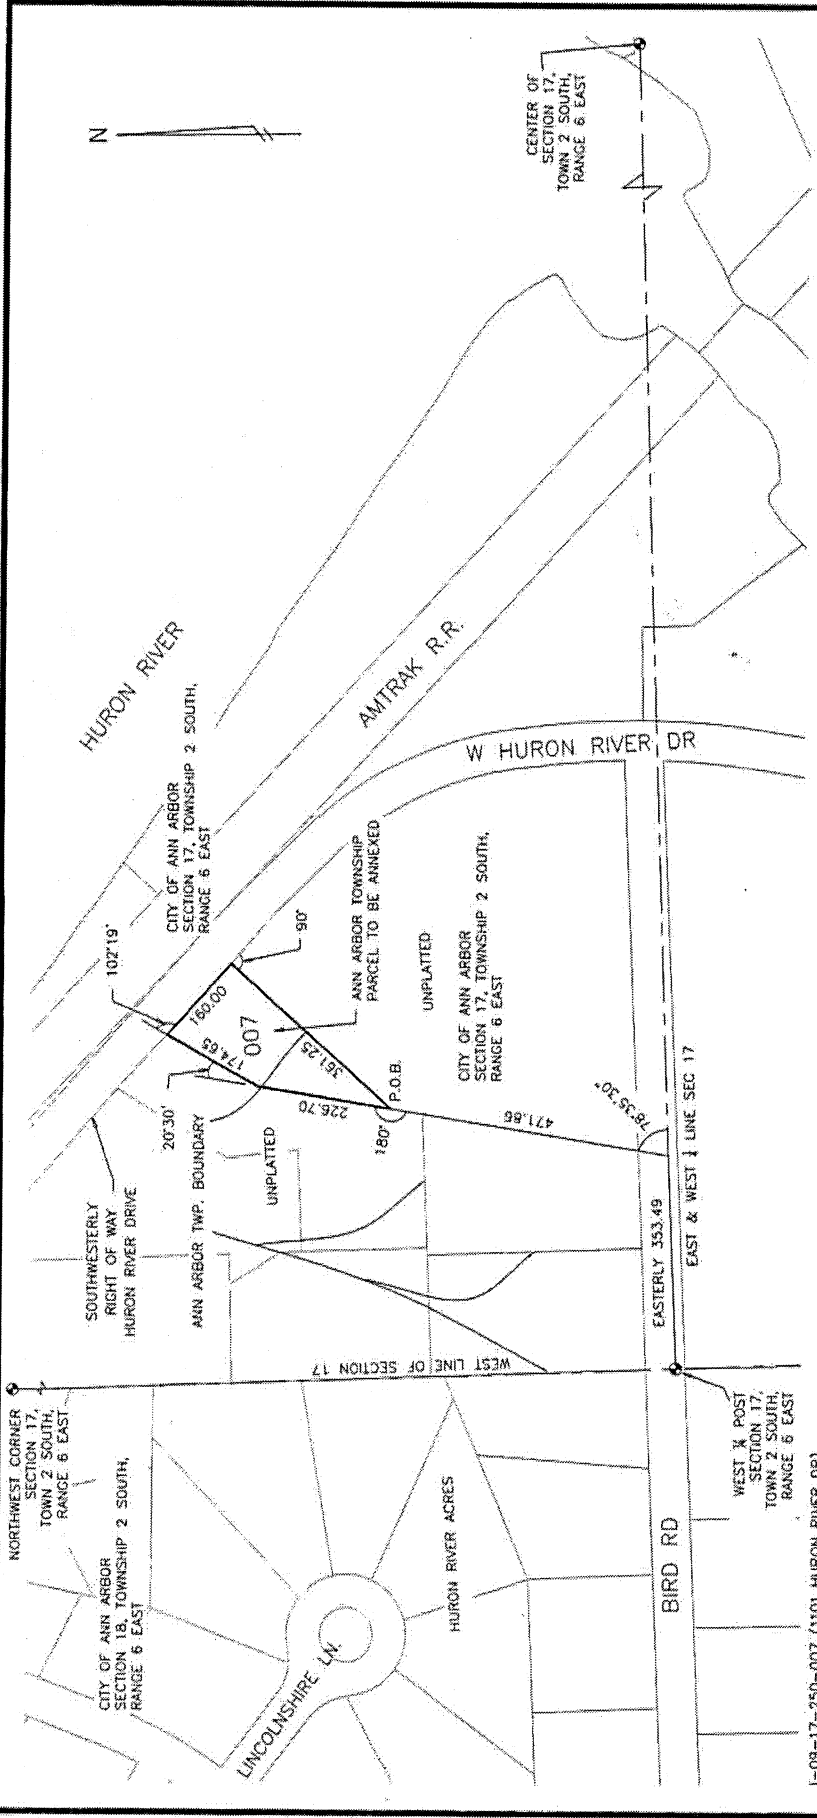 NORTHWEST CORNER
SECTION 17,
TOWN 2 SOUTH,
RANGE 6 EAST
CITY OF ANN ARBOR
SECTION 18, TOWNSHIP 2 SOUTH,
RANGE 6 EAST
LINCOLNSHIRE LN.
HURON RIVER ACRES
BIRD RD
WEST ¼ POST
SECTION 17,
TOWN 2 SOUTH,
RANGE 6 EAST
WEST LINE OF SECTION 17
SOUTHWESTERLY
RIGHT OF WAY
HURON RIVER DRIVE
ANN ARBOR TWP. BOUNDARY
UNPLATTED
20°30'
102°19'
174.65
160.00
007
226.70
361.25
90°
180°
P.O.B.
ANN ARBOR TOWNSHIP
PARCEL TO BE ANNEXED
UNPLATTED
CITY OF ANN ARBOR
SECTION 17, TOWNSHIP 2 SOUTH,
RANGE 6 EAST
471.86
78°35'30"
EASTERLY 353.49
EAST & WEST ¼ LINE SEC 17
CITY OF ANN ARBOR
SECTION 17, TOWNSHIP 2 SOUTH,
RANGE 6 EAST
HURON RIVER
AMTRAK R.R.
W HURON RIVER DR
N
CENTER OF
SECTION 17,
TOWN 2 SOUTH,
RANGE 6 EAST